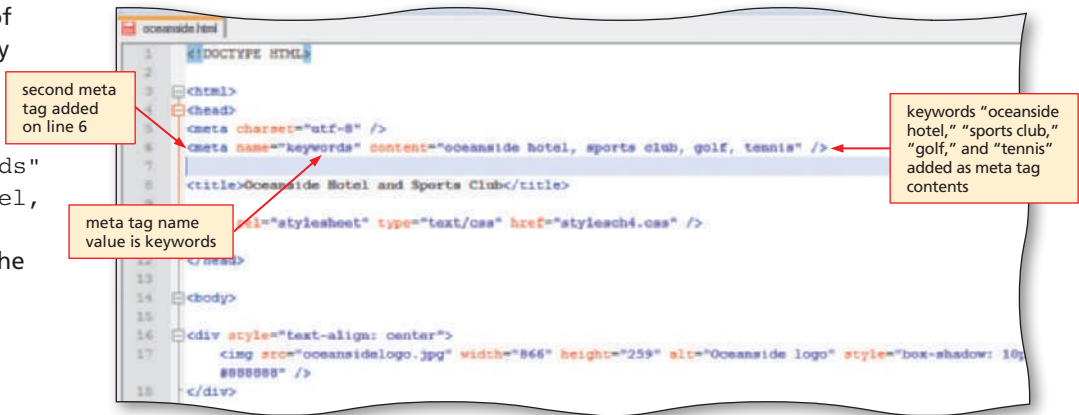 of
y
ds"
el,
he
second meta
tag added
on line 6
meta tag name
value is keywords
keywords "oceanside
hotel," "sports club,"
"golf," and "tennis"
added as meta tag
contents
oceanside.html
1 <!DOCTYPE HTML>
2
3 <html>
4 <head>
5 <meta charset="utf-8" />
6 <meta name="keywords" content="oceanside hotel, sports club, golf, tennis" />
7
8 <title>Oceanside Hotel and Sports Club</title>
9
rel="stylesheet" type="text/css" href="stylesch4.css" />
12 </head>
13
14 <body>
15
16 <div style="text-align: center">
17 <img src="oceansidelogo.jpg" width="866" height="259" alt="Oceanside logo" style="box-shadow: 10p
#888888" />
18 </div>